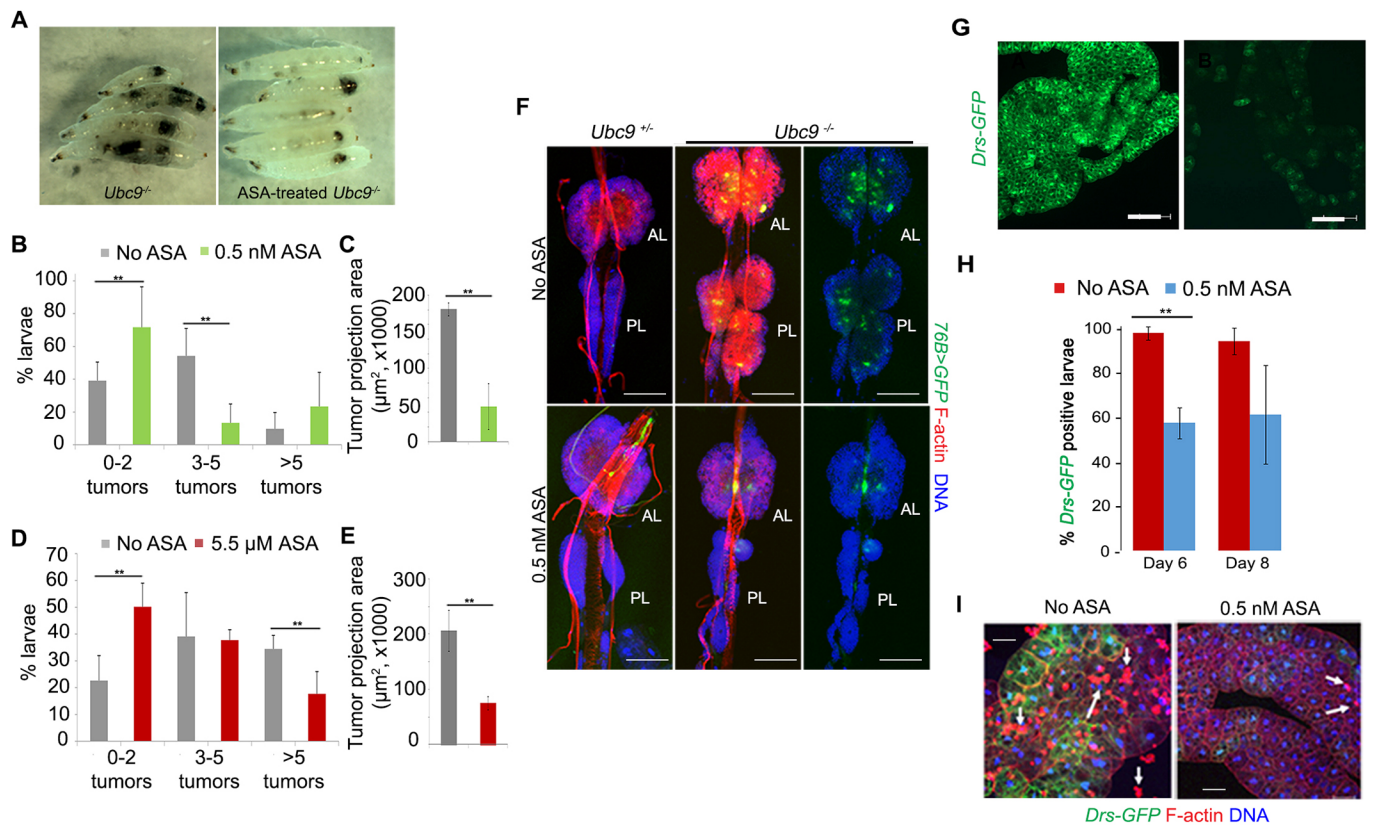 A
Ubc9-/-
ASA-treated Ubc9-/-
B
No ASA
0.5 nM ASA
% larvae
100
80
60
40
20
0
0-2
tumors
3-5
tumors
>5
tumors
**
**
C
Tumor projection area
(µm2, x1000)
200
150
100
50
0
**
D
No ASA
5.5 µM ASA
% larvae
70
60
50
40
30
20
10
0
0-2
tumors
3-5
tumors
>5
tumors
**
**
E
Tumor projection area
(µm2, x1000)
300
200
100
0
**
F
Ubc9 +/-
Ubc9 -/-
No ASA
0.5 nM ASA
AL
PL
AL
PL
AL
PL
AL
PL
AL
PL
AL
PL
76B>GFP F-actin DNA
G
Drs-GFP
A
B
H
No ASA
0.5 nM ASA
% Drs-GFP positive larvae
100
80
60
40
20
0
**
Day 6
Day 8
I
No ASA
0.5 nM ASA
Drs-GFP F-actin DNA